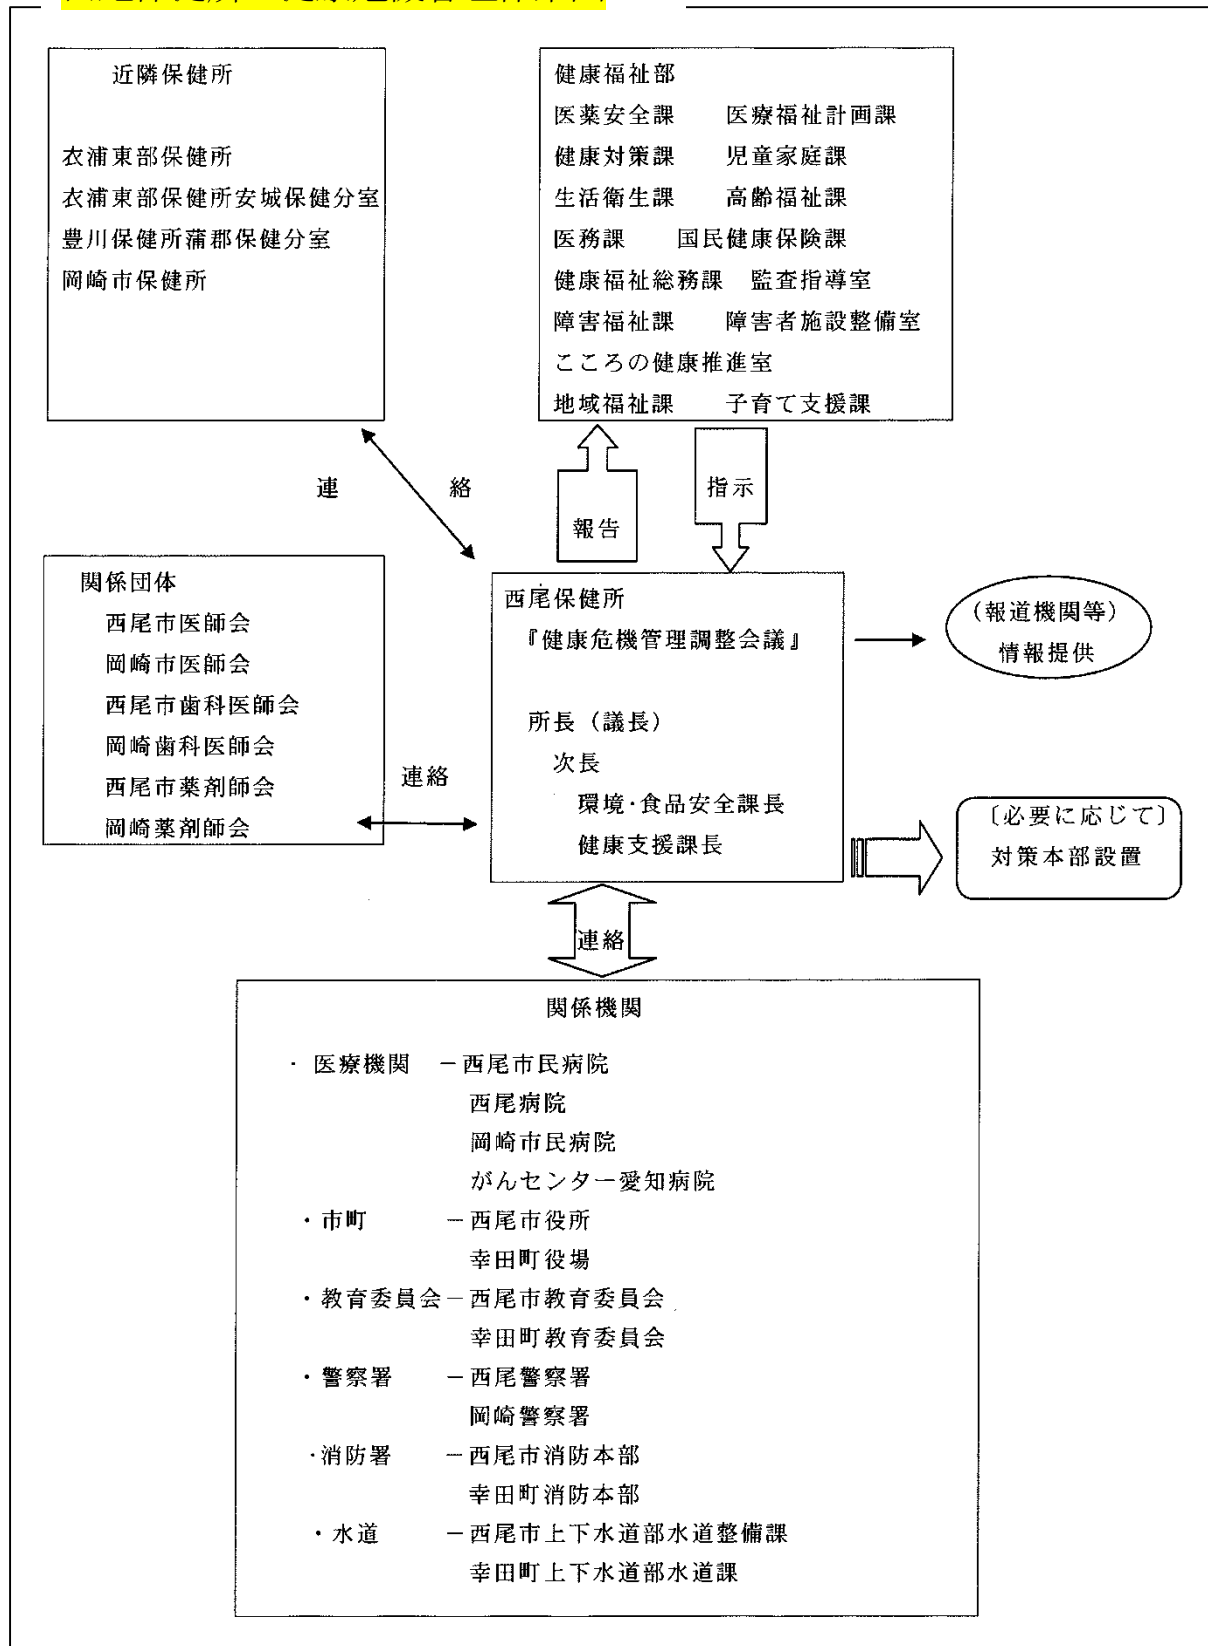 近隣保健所
衣浦東部保健所
衣浦東部保健所安城保健分室
豊川保健所蒲郡保健分室
岡崎市保健所
健康福祉部
医薬安全課　　医療福祉計画課
健康対策課　　児童家庭課
生活衛生課　　高齢福祉課
医務課　　国民健康保険課
健康福祉総務課　監査指導室
障害福祉課　　障害者施設整備室
こころの健康推進室
地域福祉課　　子育て支援課
連　　絡
報告
指示
関係団体
西尾市医師会
岡崎市医師会
西尾市歯科医師会
岡崎歯科医師会
西尾市薬剤師会
岡崎薬剤師会
連絡
西尾保健所
『健康危機管理調整会議』
所長（議長）
次長
環境・食品安全課長
健康支援課長
（報道機関等）
情報提供
〔必要に応じて〕
対策本部設置
連絡
関係機関
・医療機関　－西尾市民病院
西尾病院
岡崎市民病院
がんセンター愛知病院
・市町　　－西尾市役所
幸田町役場
・教育委員会－西尾市教育委員会
幸田町教育委員会
・警察署　　－西尾警察署
岡崎警察署
・消防署　　－西尾市消防本部
幸田町消防本部
・水道　　－西尾市上下水道部水道整備課
幸田町上下水道部水道課